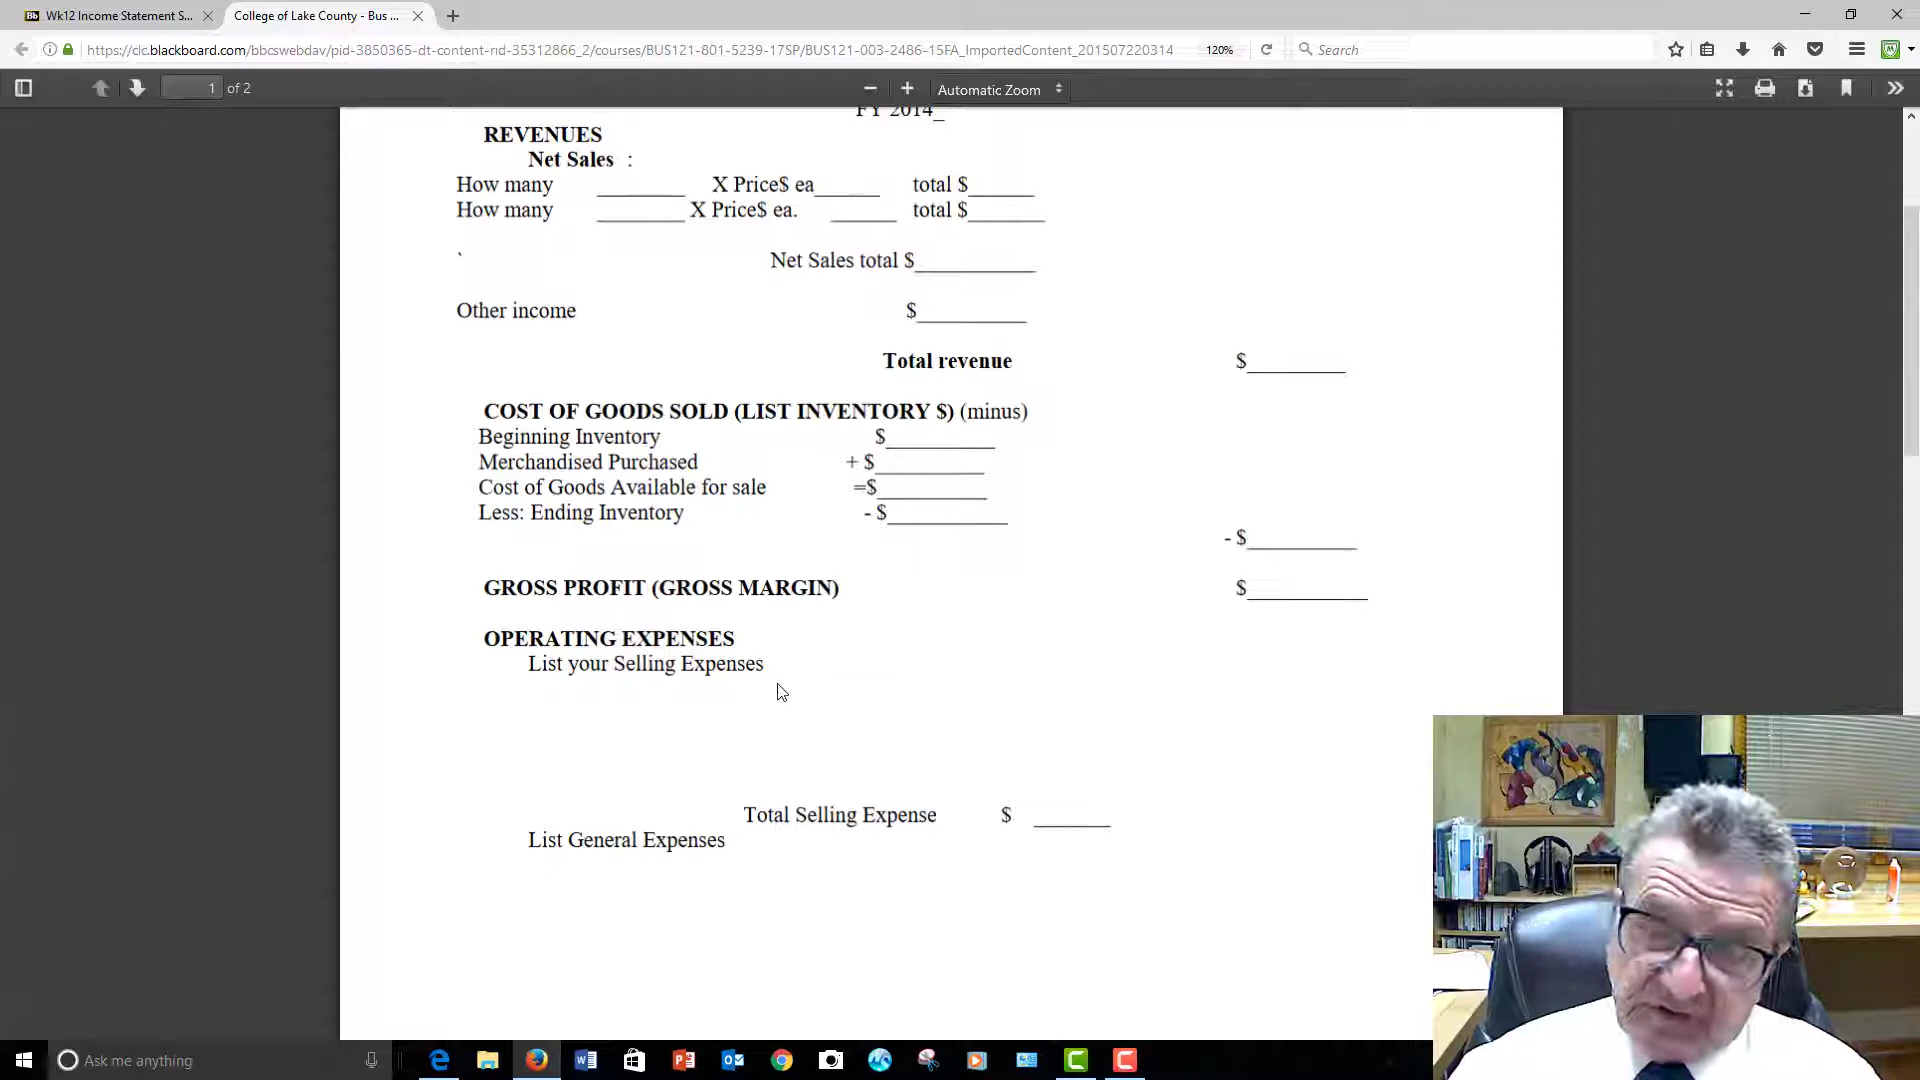 Wk12 Income Statement S...
College of Lake County - Bus ...
https://clc.blackboard.com/bbcswebdav/pid-3850365-dt-content-rid-35312866_2/courses/BUS121-801-5239-17SP/BUS121-003-2486-15FA_ImportedContent_201507220314
120%
Search
1 of 2
Automatic Zoom
FY 2014_
REVENUES
Net Sales :
How many ________ X Price$ ea______ total $______
How many ________ X Price$ ea. ______ total $_______
` Net Sales total $___________
Other income $__________
Total revenue $_________
COST OF GOODS SOLD (LIST INVENTORY $) (minus)
Beginning Inventory $__________
Merchandised Purchased + $__________
Cost of Goods Available for sale =$__________
Less: Ending Inventory - $___________
- $__________
GROSS PROFIT (GROSS MARGIN) $___________
OPERATING EXPENSES
List your Selling Expenses
Total Selling Expense $ _______
List General Expenses
Ask me anything